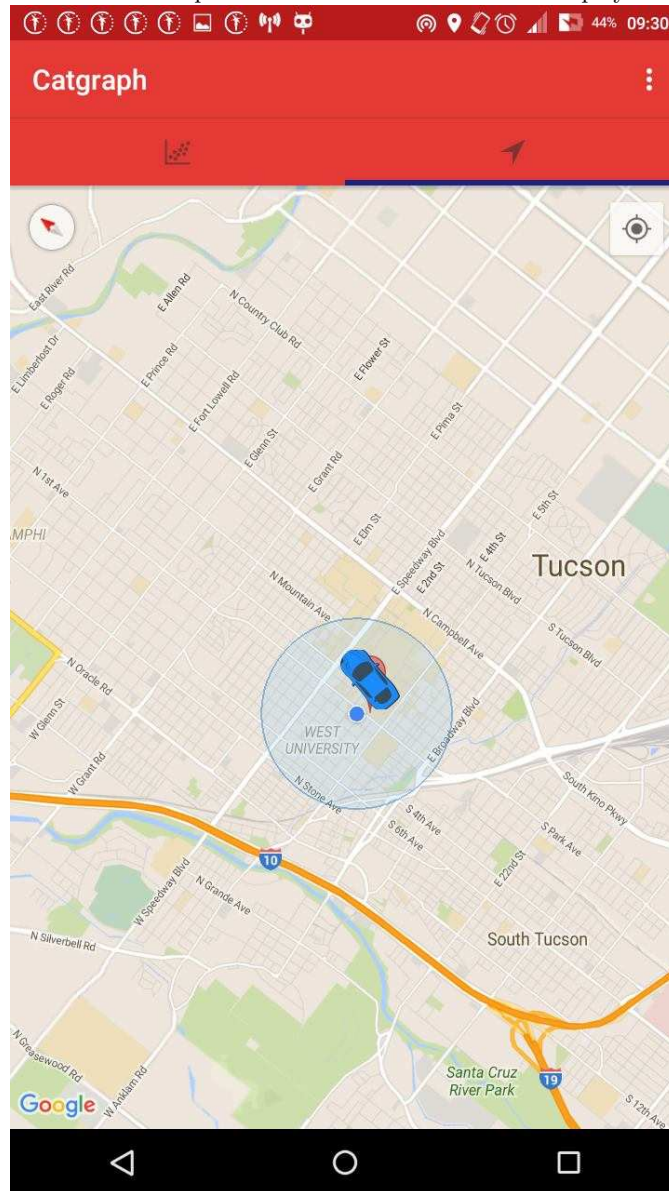 44% 09:30
Catgraph
East River Rd
E Allen Rd
N Country Club Rd
E Limberlost Dr
E Roger Rd
E Prince Rd
E Flower St
E Fort Lowell Rd
E Pima St
E Glenn St
E Grant Rd
N 1st Ave
E 5th St
AMPHI
E Elm St
E Speedway Blvd
E 4th St
E 2nd St
N Tucson Blvd
Tucson
N Mountain Ave
N Campbell Ave
S Tucson Blvd
N Oracle Rd
W Glenn St
WEST
UNIVERSITY
E Broadway Blvd
W Grant Rd
N Stone Ave
South Kino Pkwy
S 4th Ave
S 6th Ave
S Park Ave
10
E 22nd St
W Speedway Blvd
N Grande Ave
N Silverbell Rd
South Tucson
N Greasewood Rd
W Anklam Rd
Santa Cruz
River Park
19
S 12th Ave
Google